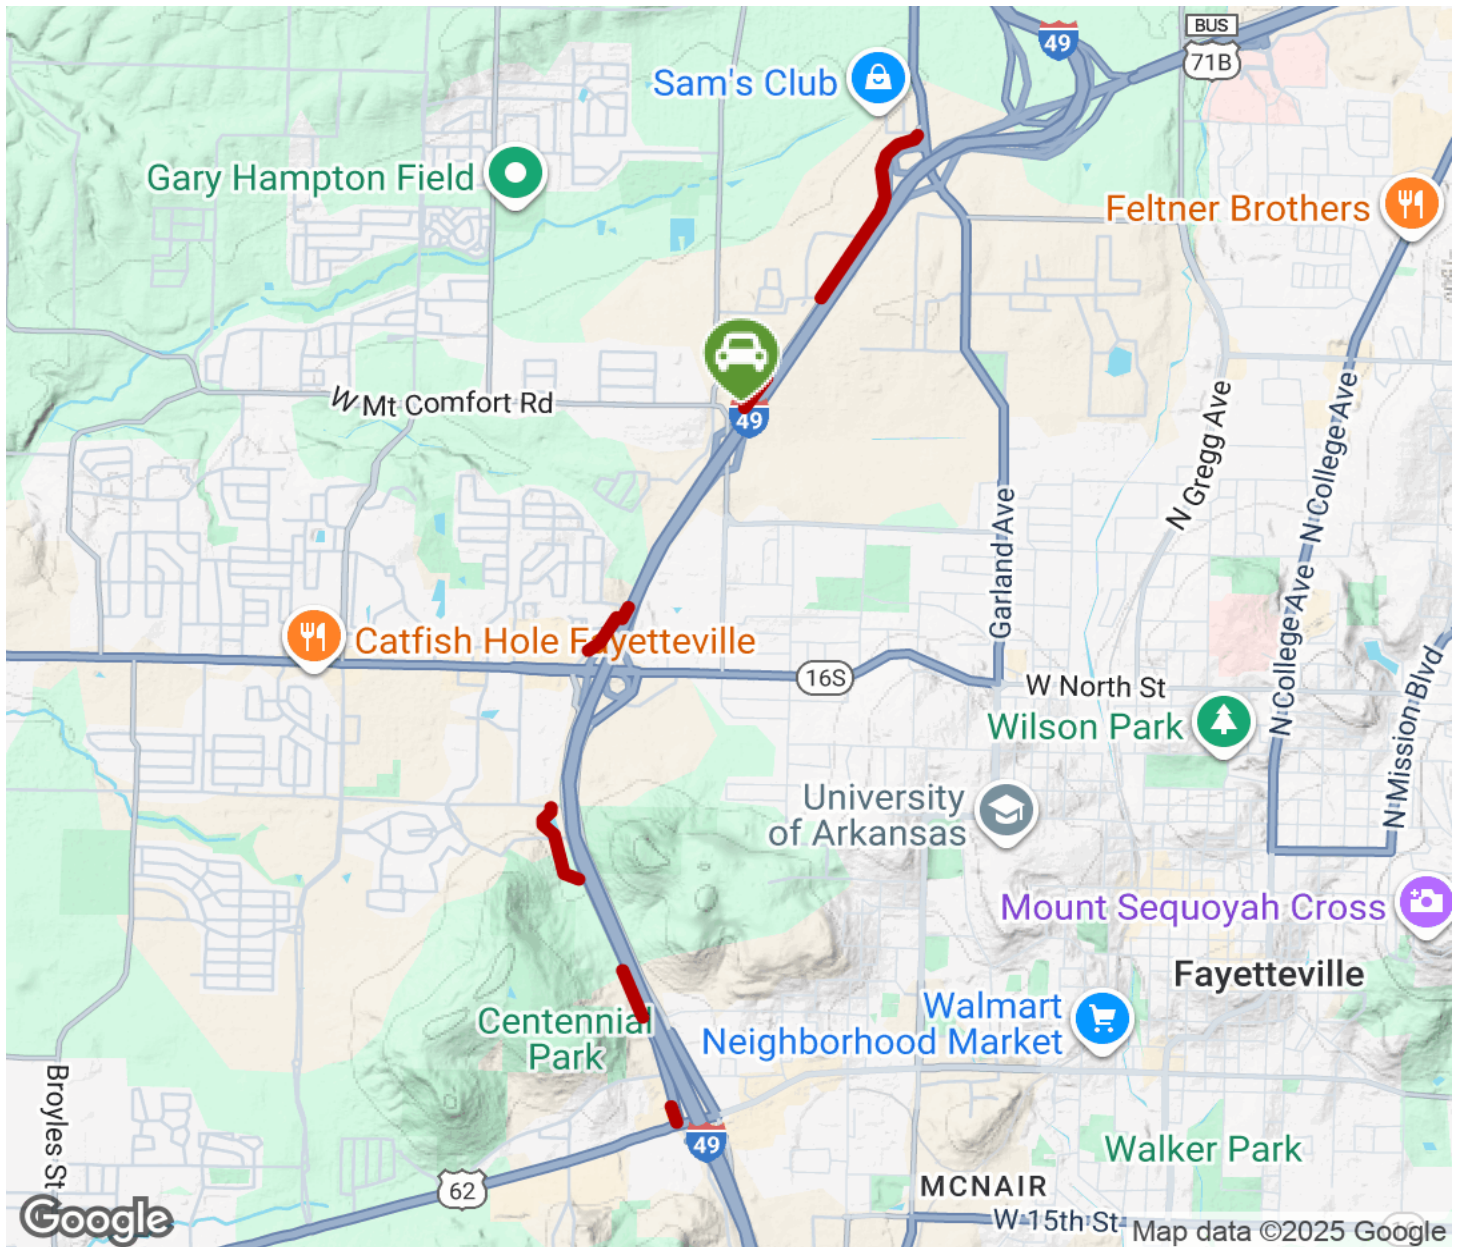 BUS
49
71B
Sam's Club
Gary Hampton Field
Feltner Brothers
W Mt Comfort Rd
49
N Gregg Ave
N College Ave
Garland Ave
N College Ave
Catfish Hole Fayetteville
16S
W North St
Wilson Park
N College Ave
N Mission Blvd
University
of Arkansas
Mount Sequoyah Cross
Fayetteville
Centennial
Park
Walmart
Neighborhood Market
Broyles St
49
Walker Park
62
MCNAIR
W 15th St
Google
Map data ©2025 Google